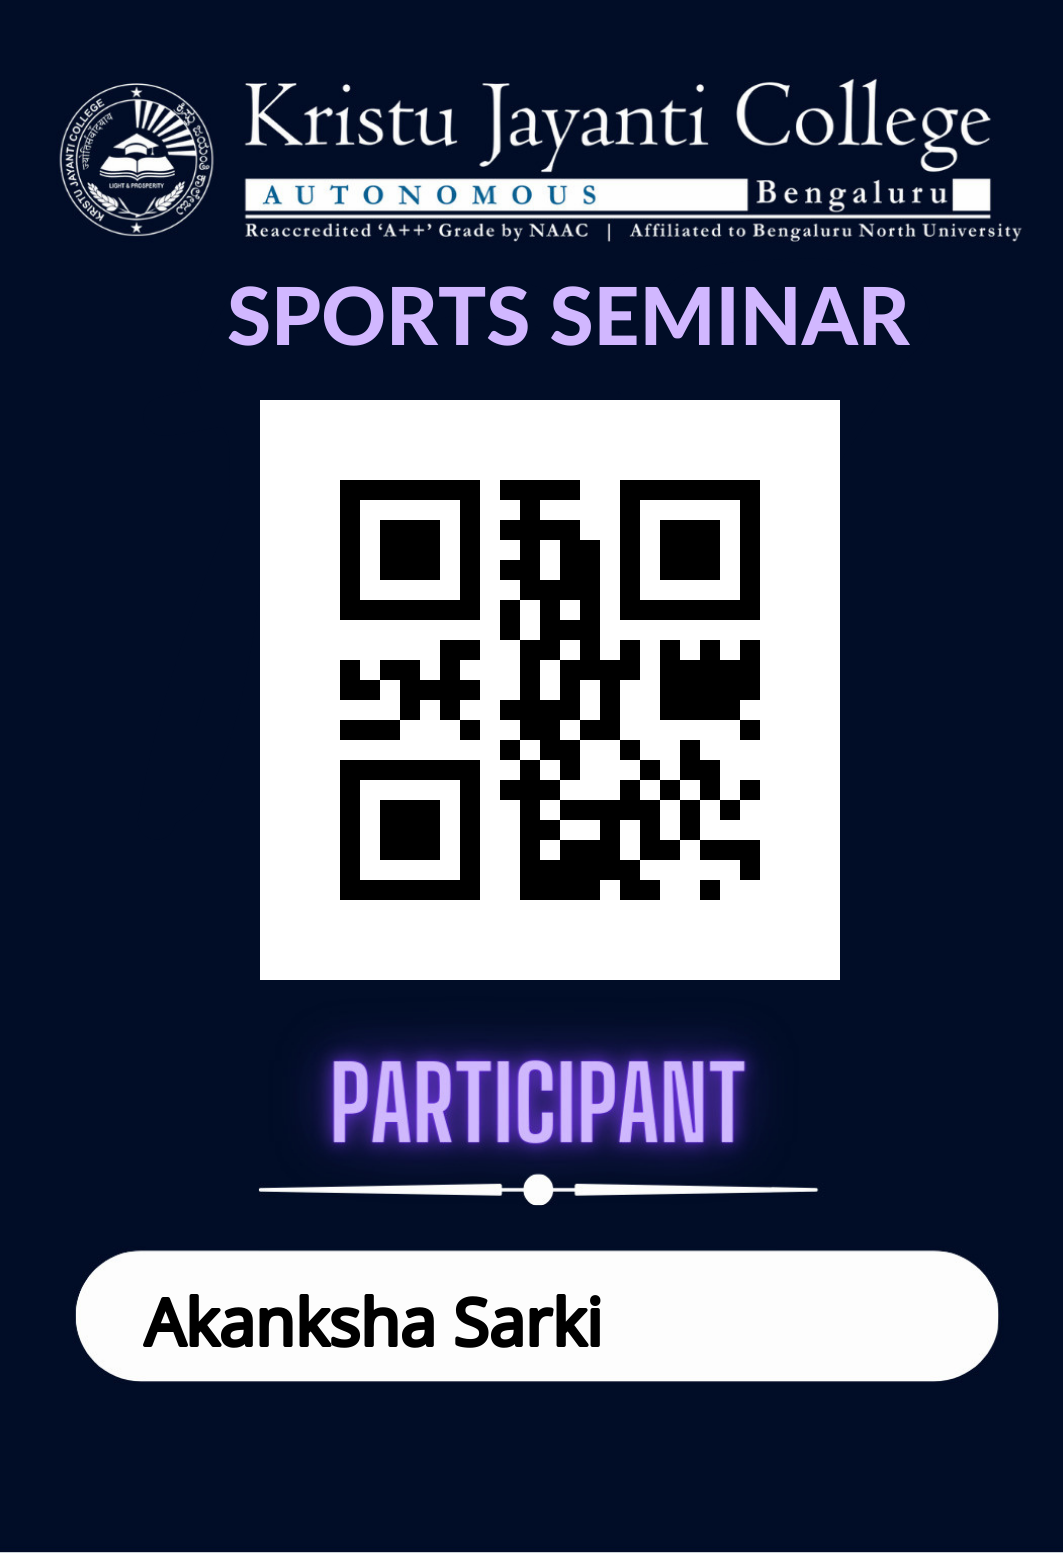 KRISTU JAYANTI COLLEGE
LIGHT & PROSPERITY
Kristu Jayanti College
AUTONOMOUS Bengaluru
Reaccredited ‘A++’ Grade by NAAC | Affiliated to Bengaluru North University
SPORTS SEMINAR
PARTICIPANT
Akanksha Sarki